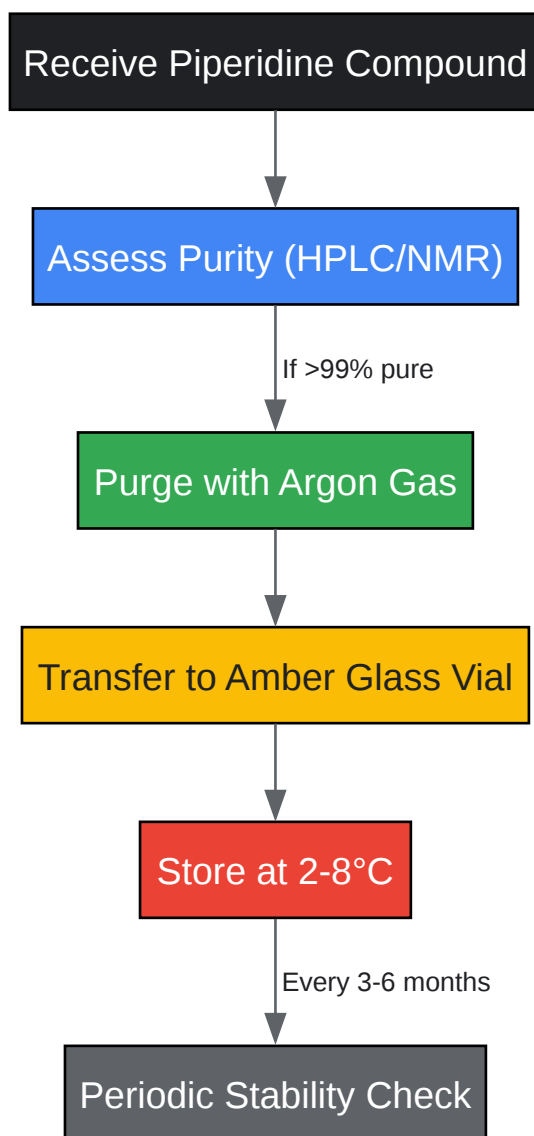 Receive Piperidine Compound
Assess Purity (HPLC/NMR)
If >99% pure
Purge with Argon Gas
Transfer to Amber Glass Vial
Store at 2-8°C
Every 3-6 months
Periodic Stability Check